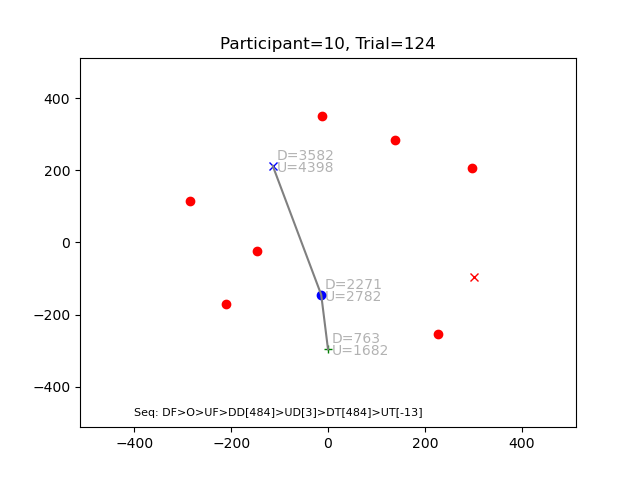 Participant=10, Trial=124
400
200
0
−200
−400
D=3582
U=4398
D=2271
U=2782
D=763
U=1682
Seq: DF>O>UF>DD[484]>UD[3]>DT[484]>UT[-13]
−400 −200 0 200 400